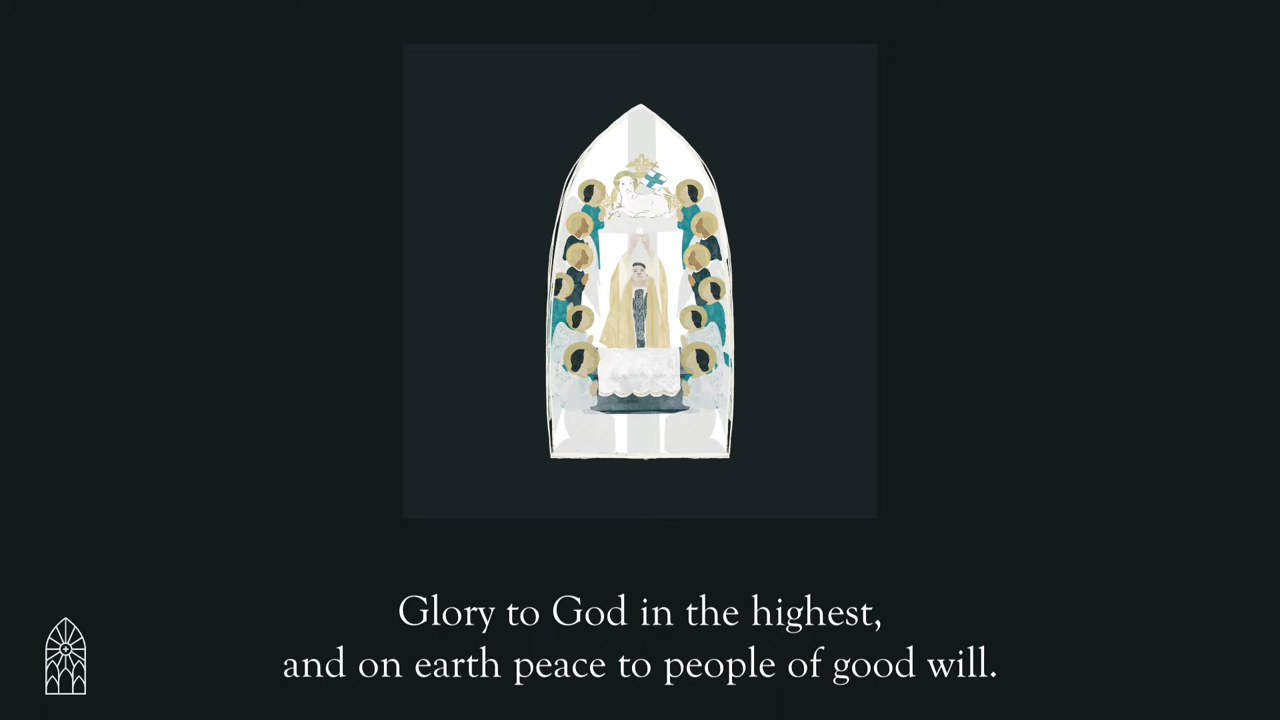 Glory to God in the highest,
and on earth peace to people of good will.